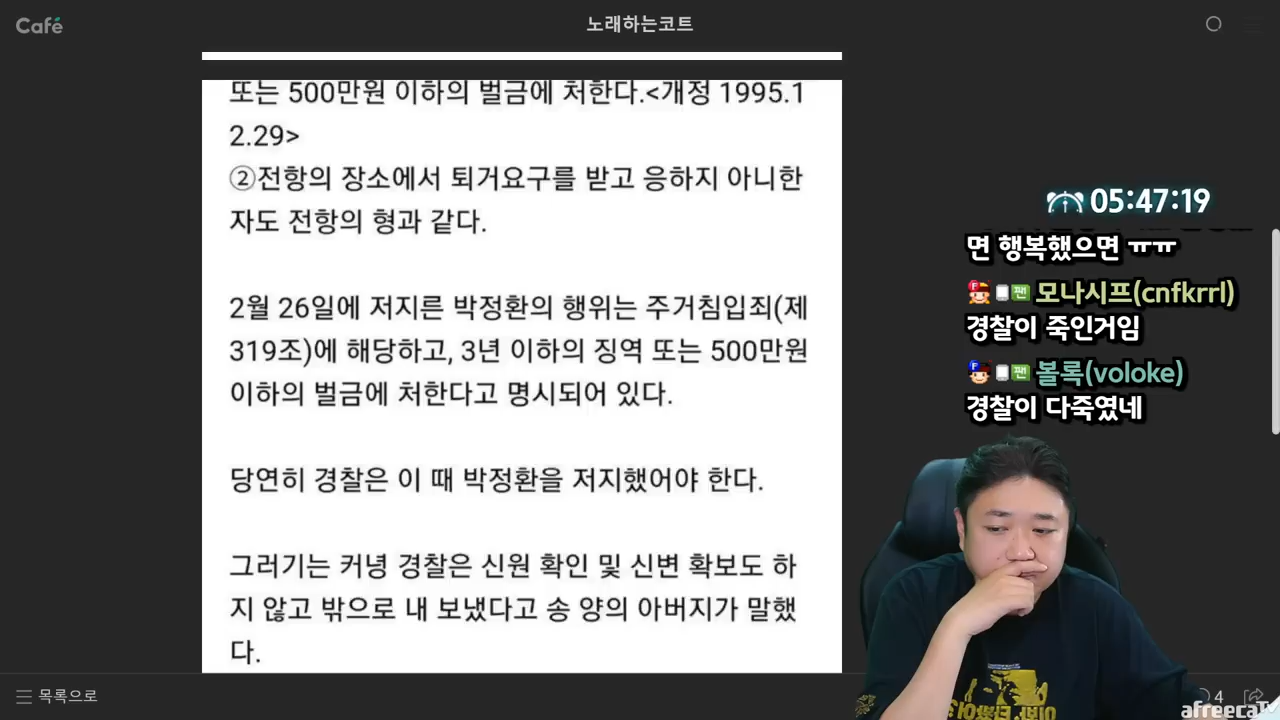 Café
노래하는코트
또는 500만원 이하의 벌금에 처한다.<개정 1995.1
2.29>
②전항의 장소에서 퇴거요구를 받고 응하지 아니한
자도 전항의 형과 같다.
2월 26일에 저지른 박정환의 행위는 주거침입죄(제
319조)에 해당하고, 3년 이하의 징역 또는 500만원
이하의 벌금에 처한다고 명시되어 있다.
당연히 경찰은 이 때 박정환을 저지했어야 한다.
그러기는 커녕 경찰은 신원 확인 및 신변 확보도 하
지 않고 밖으로 내 보냈다고 송 양의 아버지가 말했
다.
05:47:19
면 행복했으면 ㅠㅠ
팬 모나시프(cnfkrrl)
경찰이 죽인거임
팬 볼록(voloke)
경찰이 다죽였네
목록으로
4
afreecaTV